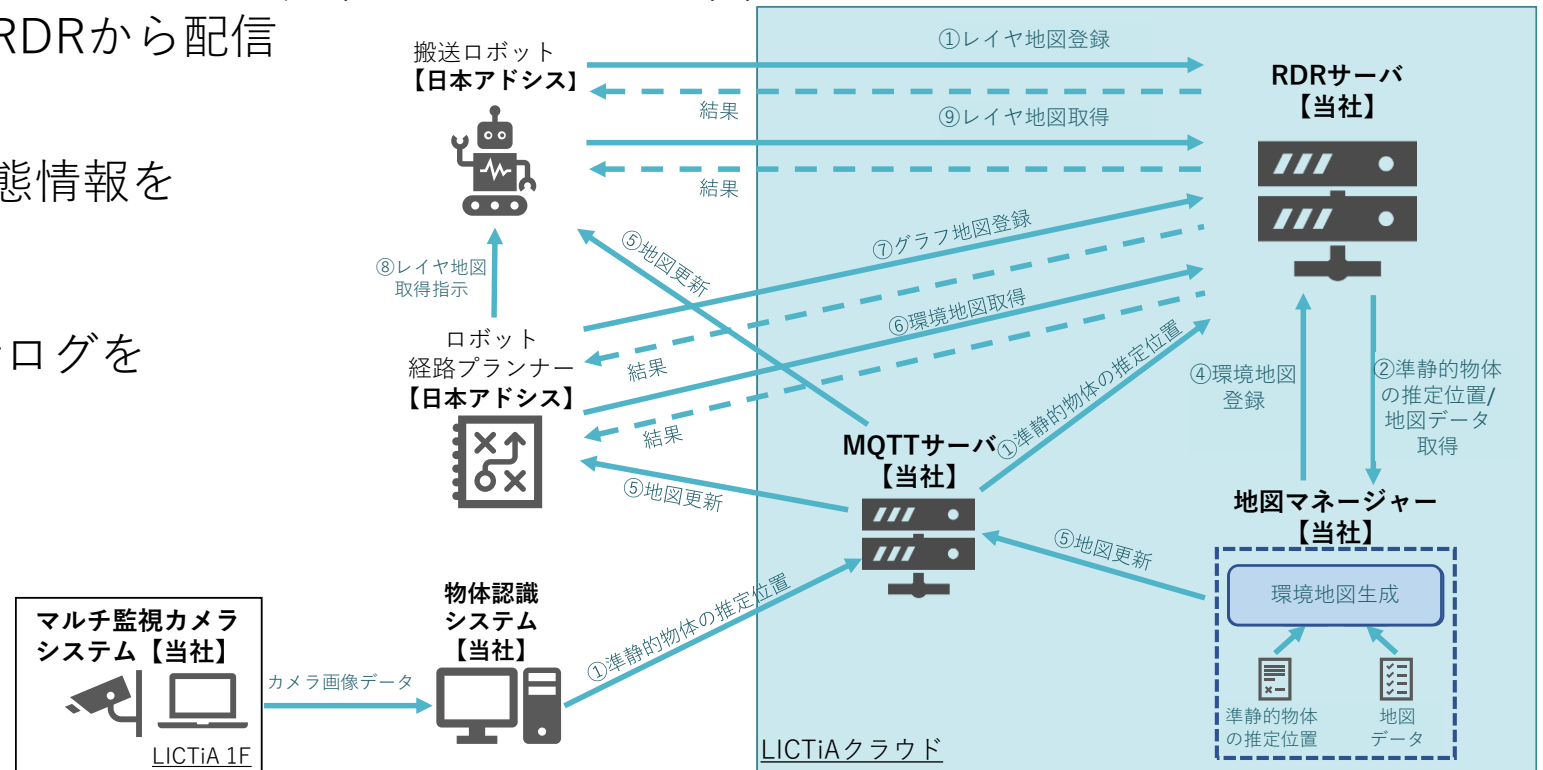 RDRから配信
態情報を
ログを
搬送ロボット
【日本アドシス】
①レイヤ地図登録
結果
⑨レイヤ地図取得
結果
RDRサーバ
【当社】
⑤地図更新
⑦グラフ地図登録
⑧レイヤ地図
取得指示
⑥環境地図取得
ロボット
経路プランナー
【日本アドシス】
結果
結果
①準静的物体の推定位置
④環境地図
登録
②準静的物体
の推定位置/
地図データ
取得
MQTTサーバ
【当社】
⑤地図更新
地図マネージャー
【当社】
⑤地図更新
環境地図生成
準静的物体
の推定位置
地図
データ
マルチ監視カメラ
システム【当社】
LICTiA 1F
カメラ画像データ
物体認識
システム
【当社】
①準静的物体の推定位置
LICTiAクラウド